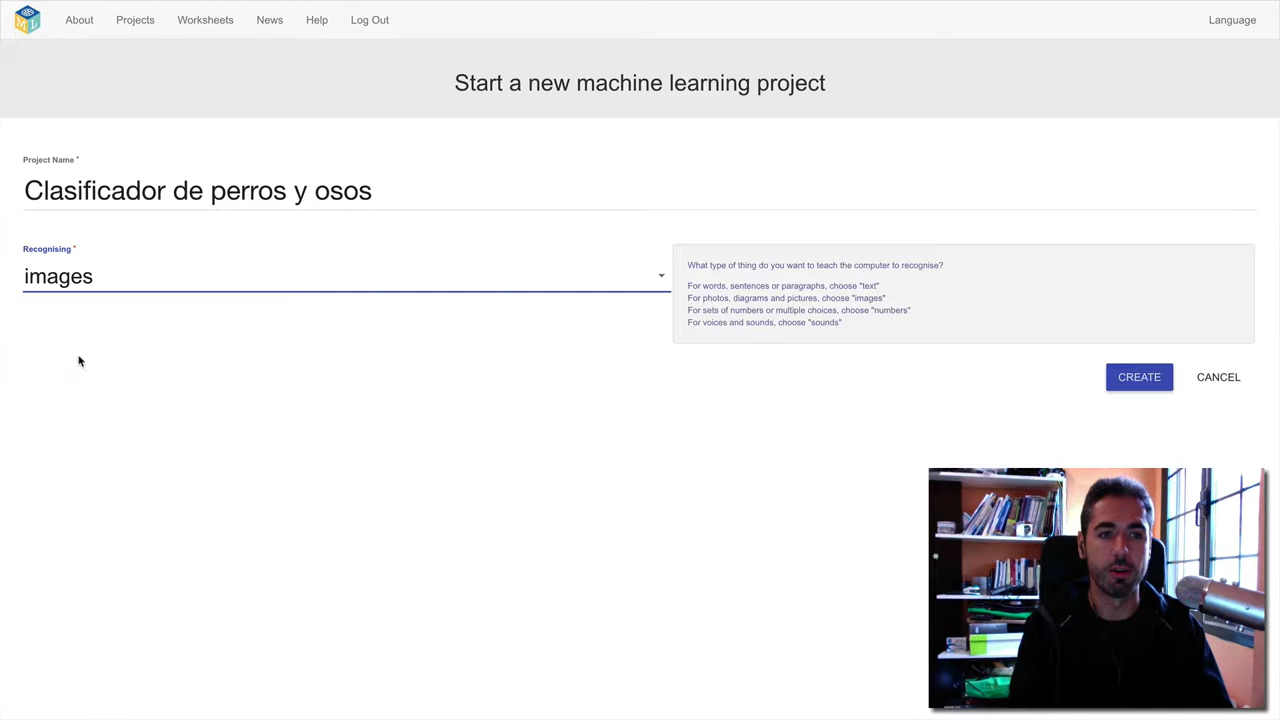 About Projects Worksheets News Help Log Out Language
Start a new machine learning project
Project Name *
Clasificador de perros y osos
Recognising *
images
What type of thing do you want to teach the computer to recognise?
For words, sentences or paragraphs, choose "text"
For photos, diagrams and pictures, choose "images"
For sets of numbers or multiple choices, choose "numbers"
For voices and sounds, choose "sounds"
CREATE CANCEL